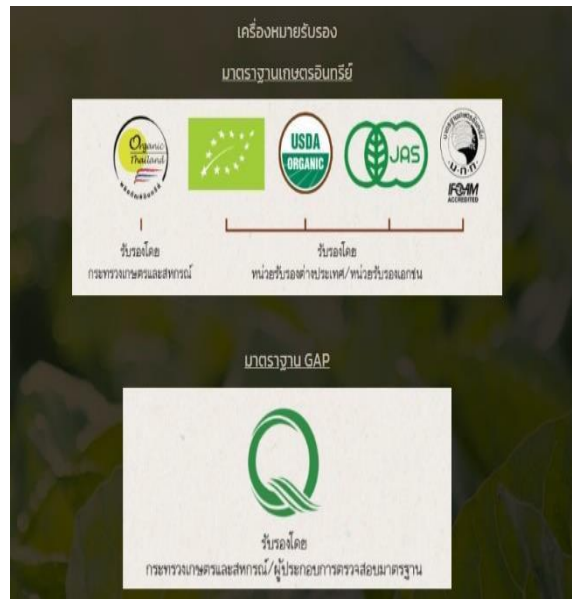 เครื่องหมายรับรอง
มาตราฐานเกษตรอินทรีย์
Organic
Thailand
USDA
ORGANIC
JAS
ม.ก.ท.
IFOAM
ACCREDITED
รับรองโดย
กระทรวงเกษตรและสหกรณ์
รับรองโดย
หน่วยรับรองต่างประเทศ/หน่วยรับรองเอกชน
มาตราฐาน GAP
รับรองโดย
กระทรวงเกษตรและสหกรณ์/ผู้ประกอบการตรวจสอบมาตรฐาน